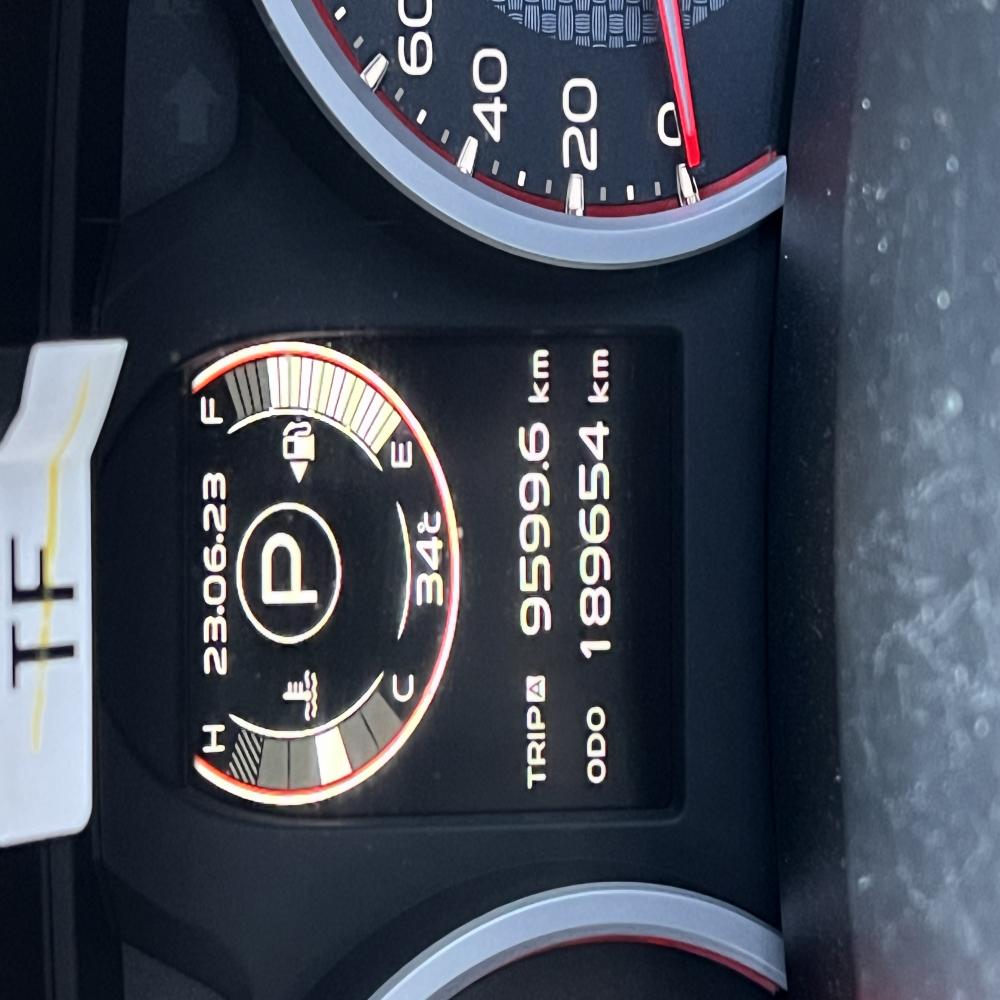 TF
23.06.23
H
F
P
C
E
34°C
TRIP A 9599.6 km
ODO 189654 km
60
40
20
0